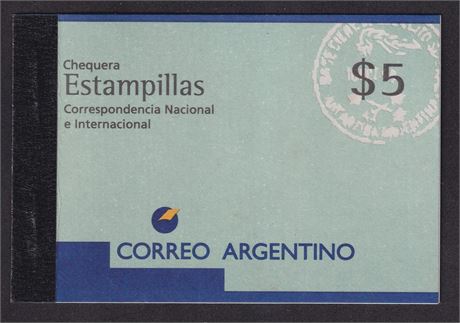 Chequera
Estampillas
Correspondencia Nacional
e Internacional
$5
CORREO ARGENTINO